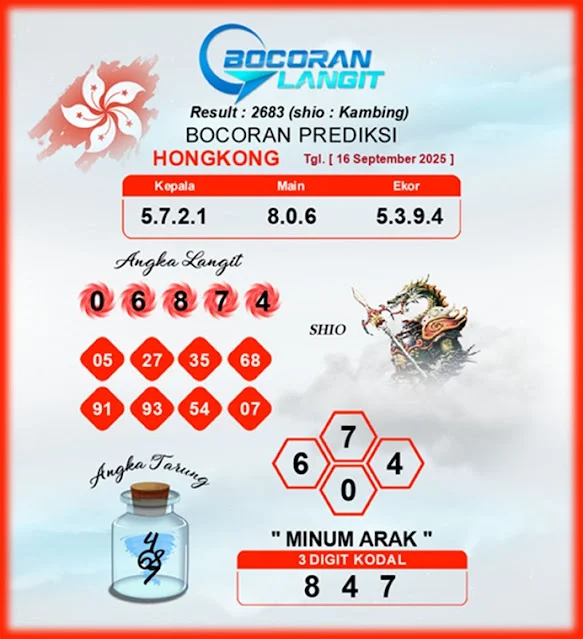 BOCORAN
LANGIT
Result : 2683 (shio : Kambing)
BOCORAN PREDIKSI
HONGKONG Tgl. [ 16 September 2025 ]
Kepala Main Ekor
5.7.2.1 8.0.6 5.3.9.4
Angka Langit
0 6 8 7 4
SHIO
05 27 35 68
91 93 54 07
Angka Tarung
7
6 4
0
" MINUM ARAK "
3 DIGIT KODAL
8 4 7